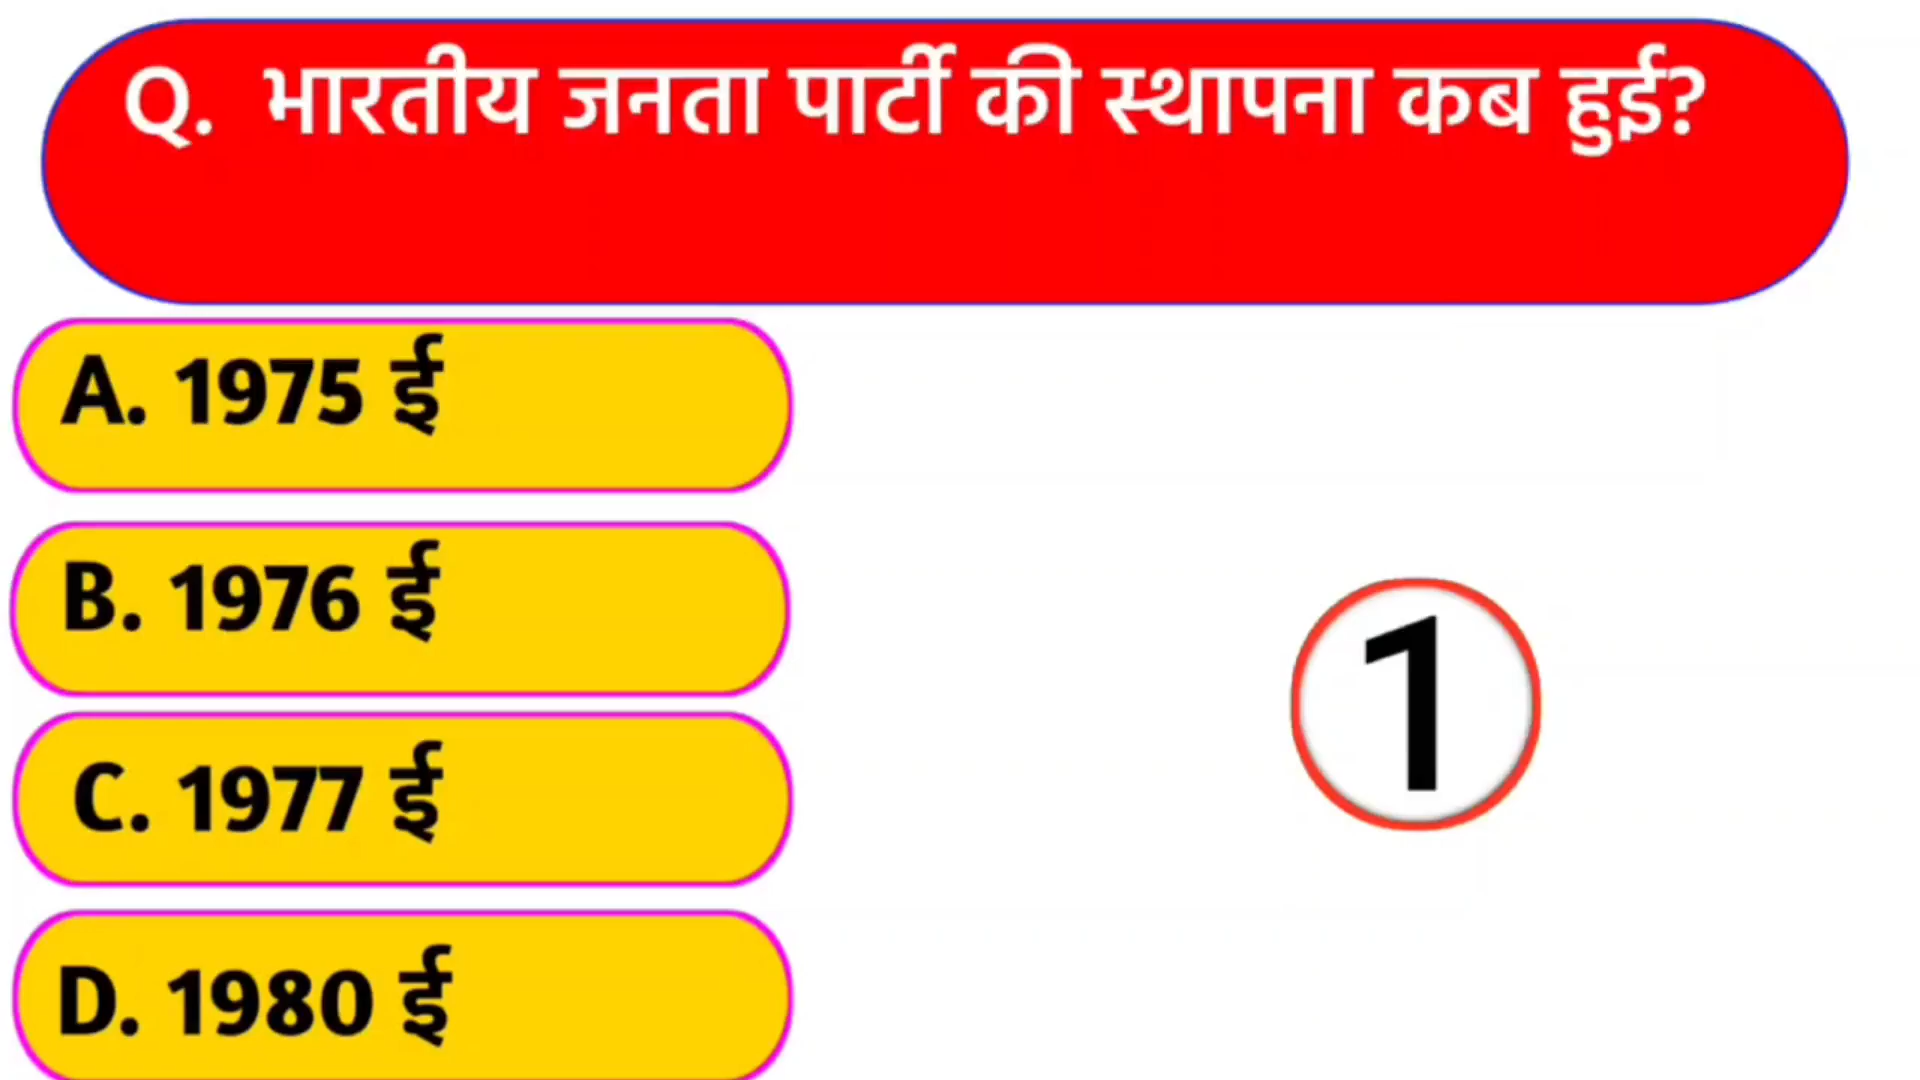 Q. भारतीय जनता पार्टी की स्थापना कब हुई?
A. 1975 ई
B. 1976 ई
C. 1977 ई
D. 1980 ई
1